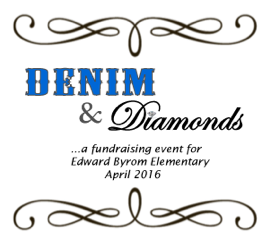 DENIM
& Diamonds
...a fundraising event for
Edward Byrom Elementary
April 2016